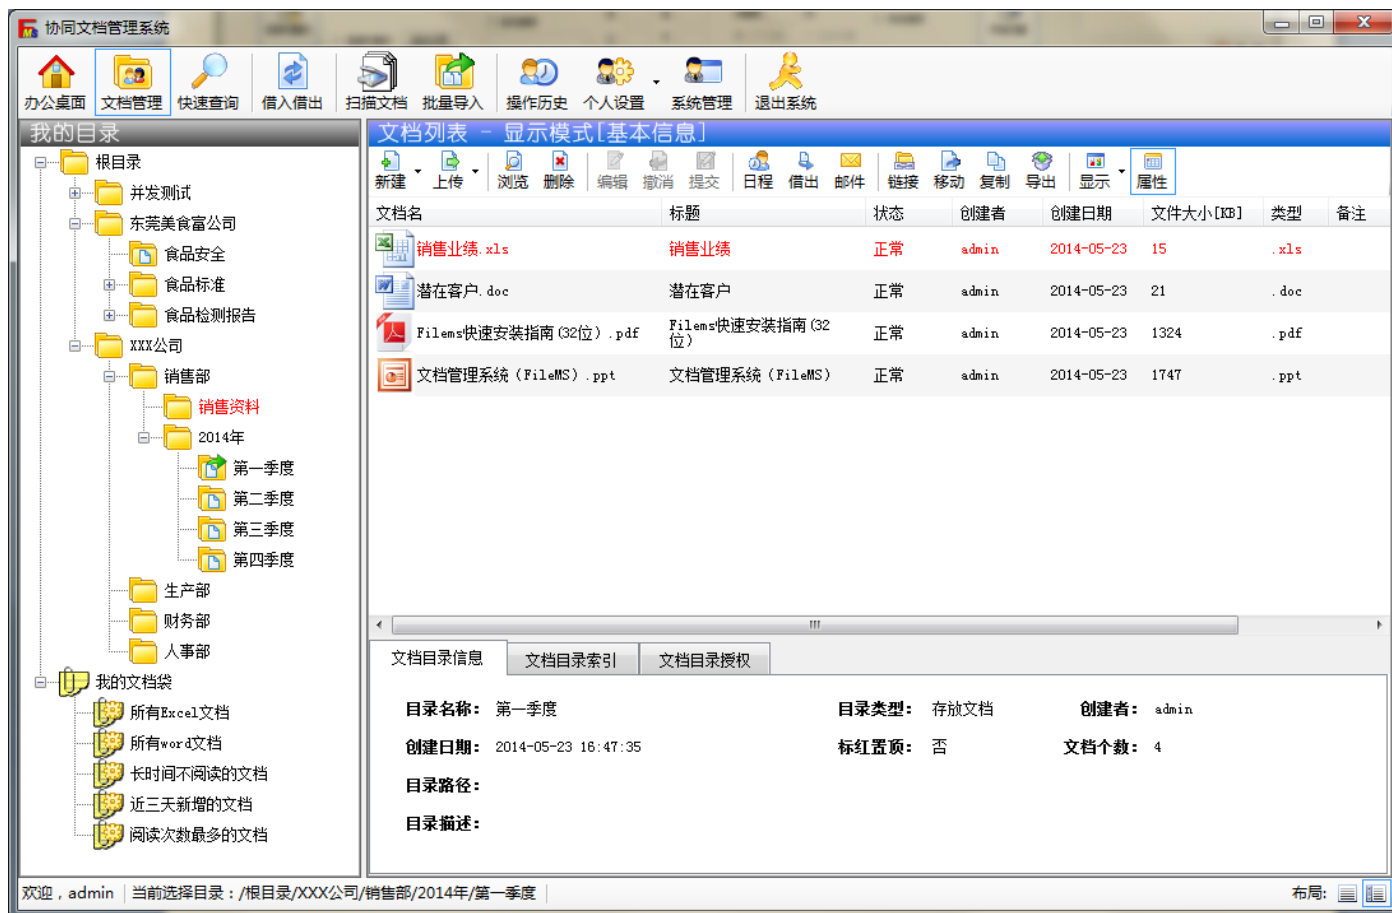 协同文档管理系统
办公桌面 文档管理 快速查询 借入借出 扫描文档 批量导入 操作历史 个人设置 系统管理 退出系统
我的目录
根目录
并发测试
东莞美食富公司
食品安全
食品标准
食品检测报告
XXX公司
销售部
销售资料
2014年
第一季度
第二季度
第三季度
第四季度
生产部
财务部
人事部
我的文档袋
所有Excel文档
所有word文档
长时间不阅读的文档
近三天新增的文档
阅读次数最多的文档
文档列表 - 显示模式[基本信息]
新建 上传 浏览 删除 编辑 撤消 提交 日程 借出 邮件 链接 移动 复制 导出 显示 属性
文档名 标题 状态 创建者 创建日期 文件大小[KB] 类型 备注
销售业绩.xls 销售业绩 正常 admin 2014-05-23 15 .xls
潜在客户.doc 潜在客户 正常 admin 2014-05-23 21 .doc
Filems快速安装指南(32位).pdf Filems快速安装指南(32
位) 正常 admin 2014-05-23 1324 .pdf
文档管理系统（FileMS）.ppt 文档管理系统（FileMS） 正常 admin 2014-05-23 1747 .ppt
文档目录信息 文档目录索引 文档目录授权
目录名称： 第一季度 目录类型： 存放文档 创建者： admin
创建日期： 2014-05-23 16:47:35 标红置顶： 否 文档个数： 4
目录路径：
目录描述：
欢迎，admin 当前选择目录：/根目录/XXX公司/销售部/2014年/第一季度 布局: